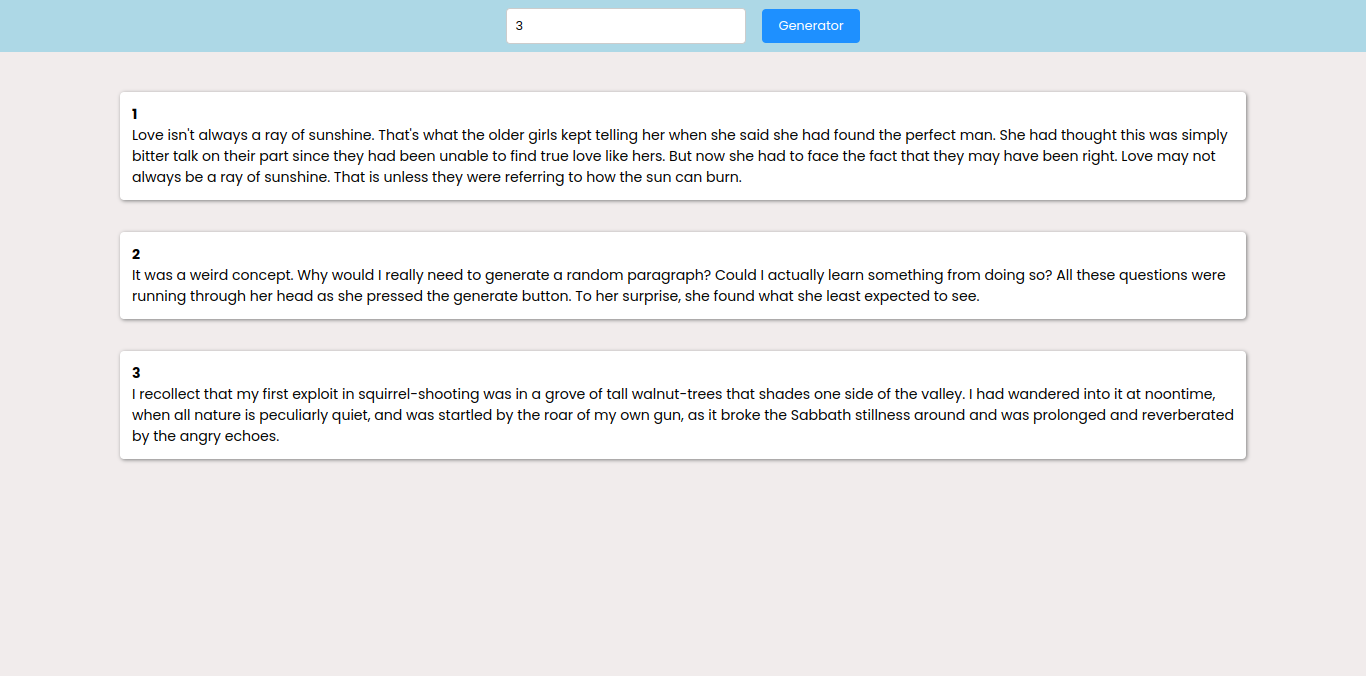 3
Generator
1
Love isn't always a ray of sunshine. That's what the older girls kept telling her when she said she had found the perfect man. She had thought this was simply
bitter talk on their part since they had been unable to find true love like hers. But now she had to face the fact that they may have been right. Love may not
always be a ray of sunshine. That is unless they were referring to how the sun can burn.
2
It was a weird concept. Why would I really need to generate a random paragraph? Could I actually learn something from doing so? All these questions were
running through her head as she pressed the generate button. To her surprise, she found what she least expected to see.
3
I recollect that my first exploit in squirrel-shooting was in a grove of tall walnut-trees that shades one side of the valley. I had wandered into it at noontime,
when all nature is peculiarly quiet, and was startled by the roar of my own gun, as it broke the Sabbath stillness around and was prolonged and reverberated
by the angry echoes.